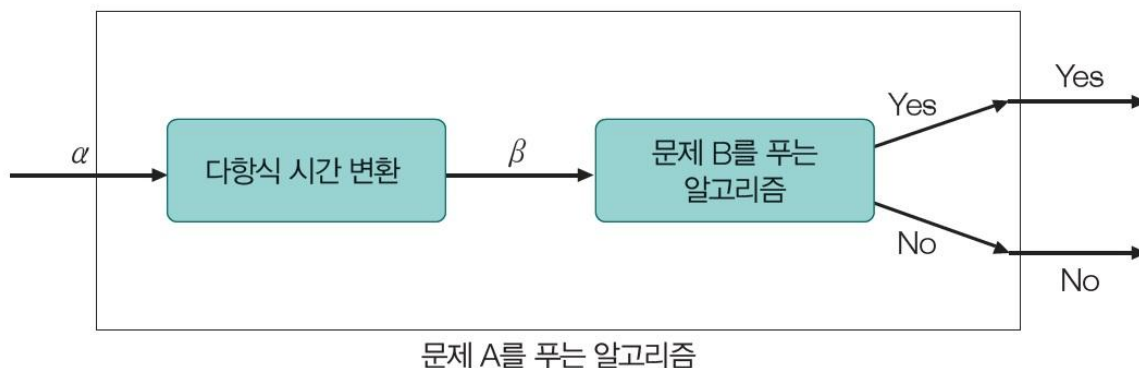 α
다항식 시간 변환
β
문제 B를 푸는
알고리즘
Yes
No
Yes
No
문제 A를 푸는 알고리즘